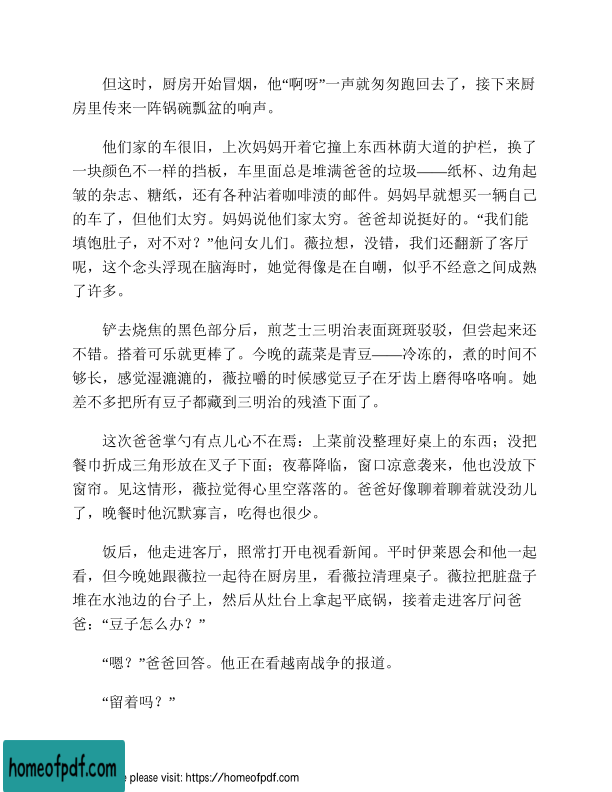 但这时，厨房开始冒烟，他“啊呀”一声就匆匆跑回去了，接下来厨
房里传来一阵锅碗瓢盆的响声。
他们家的车很旧，上次妈妈开着它撞上东西林荫大道的护栏，换了
一块颜色不一样的挡板，车里面总是堆满爸爸的垃圾——纸杯、边角起
皱的杂志、糖纸，还有各种沾着咖啡渍的邮件。妈妈早就想买一辆自己
的车了，但他们太穷。妈妈说他们家太穷。爸爸却说挺好的。“我们能
填饱肚子，对不对？”他问女儿们。薇拉想，没错，我们还翻新了客厅
呢，这个念头浮现在脑海时，她觉得像是在自嘲，似乎不经意之间成熟
了许多。
铲去烧焦的黑色部分后，煎芝士三明治表面斑斑驳驳，但尝起来还
不错。搭着可乐就更棒了。今晚的蔬菜是青豆——冷冻的，煮的时间不
够长，感觉湿漉漉的，薇拉嚼的时候感觉豆子在牙齿上磨得咯咯响。她
差不多把所有豆子都藏到三明治的残渣下面了。
这次爸爸掌勺有点儿心不在焉：上菜前没整理好桌上的东西；没把
餐巾折成三角形放在叉子下面；夜幕降临，窗口凉意袭来，他也没放下
窗帘。见这情形，薇拉觉得心里空落落的。爸爸好像聊着聊着就没劲儿
了，晚餐时他沉默寡言，吃得也很少。
饭后，他走进客厅，照常打开电视看新闻。平时伊莱恩会和他一起
看，但今晚她跟薇拉一起待在厨房里，看薇拉清理桌子。薇拉把脏盘子
堆在水池边的台子上，然后从灶台上拿起平底锅，接着走进客厅问爸
爸：“豆子怎么办？”
“嗯？”爸爸回答。他正在看越南战争的报道。
“留着吗？”
homeofpdf.com
e please visit: https://homeofpdf.com